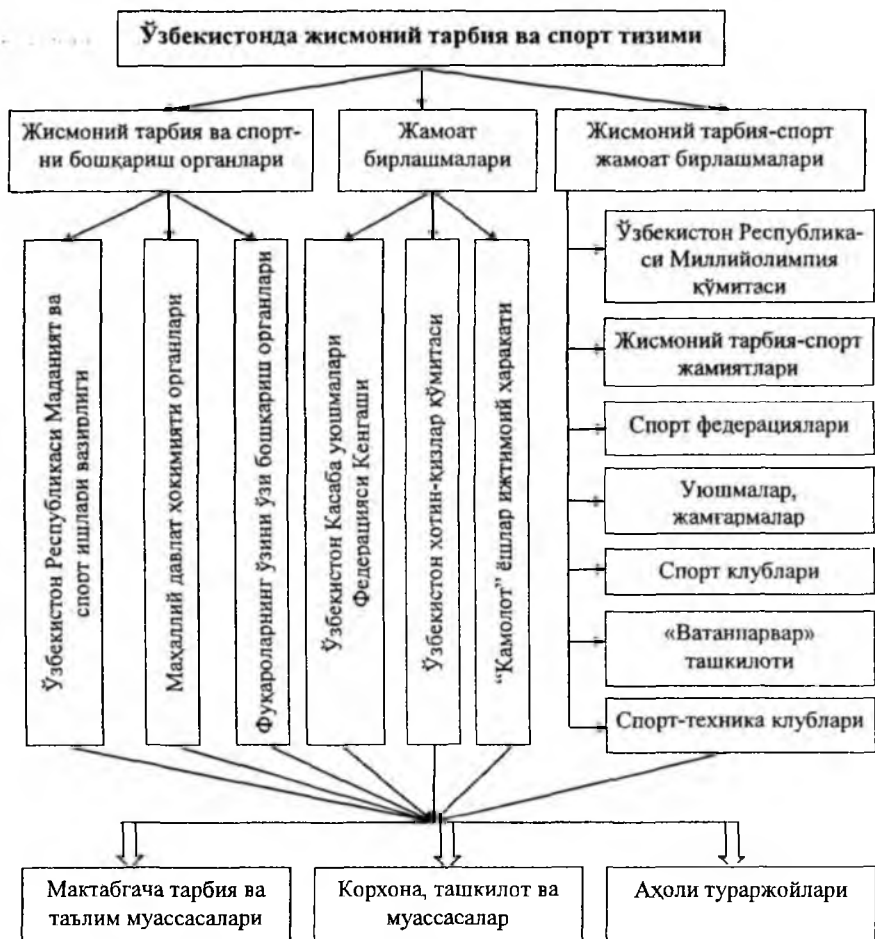 Ўзбекистонда жисмоний тарбия ва спорт тизими
Жисмоний тарбия ва спорт-
ни бошқариш органлари
Жамоат
бирлашмалари
Жисмоний тарбия-спорт
жамоат бирлашмалари
Ўзбекистон Республикаси Маданият ва
спорт ишлари вазирлиги
Маҳаллий давлат ҳокимияти органлари
Фуқароларнинг ўзини ўзи бошқариш органлари
Ўзбекистон Касаба уюшмалари
Федерацияси Кенгаши
Ўзбекистон хотин-қизлар қўмитаси
“Камолот” ёшлар ижтимоий ҳаракати
Ўзбекистон Республика-
си Миллийолимпия
қўмитаси
Жисмоний тарбия-спорт
жамиятлари
Спорт федерациялари
Уюшмалар,
жамғармалар
Спорт клублари
«Ватанпарвар»
ташкилоти
Спорт-техника клублари
Мактабгача тарбия ва
таълим муассасалари
Корхона, ташкилот ва
муассасалар
Аҳоли тураржойлари